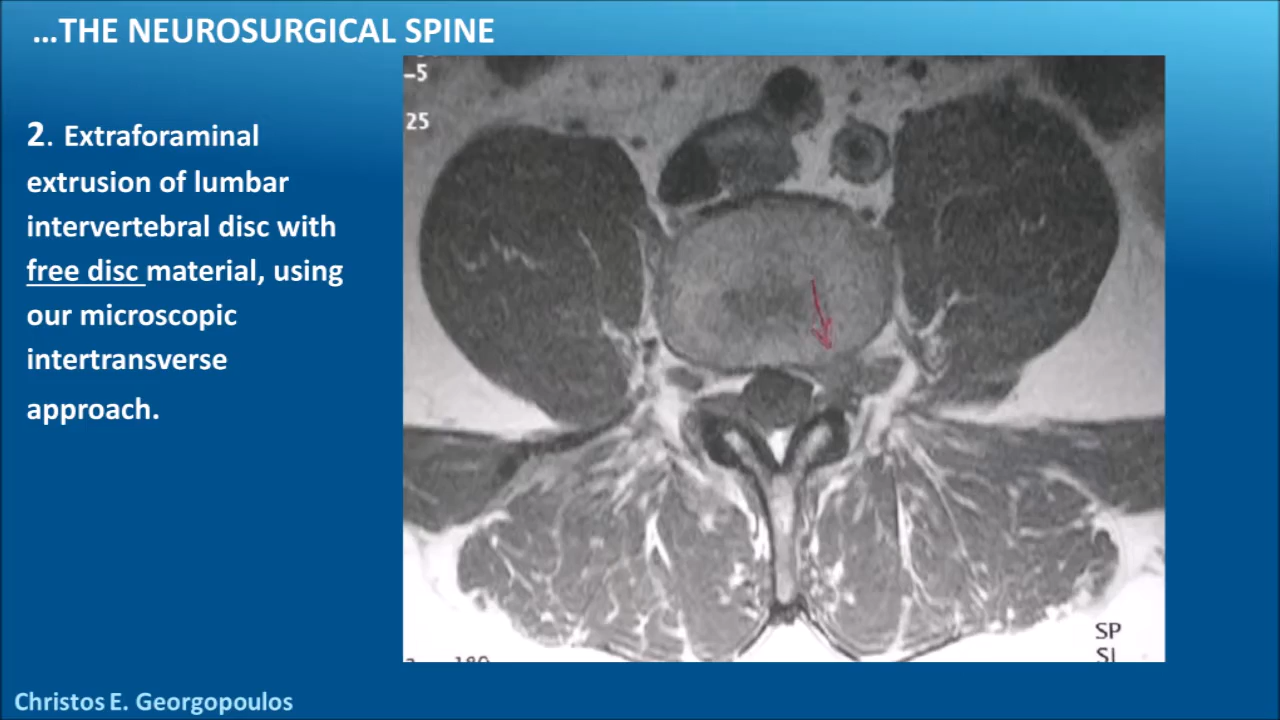 ...THE NEUROSURGICAL SPINE
2. Extraforaminal
extrusion of lumbar
intervertebral disc with
free disc material, using
our microscopic
intertransverse
approach.
-5
25
SP
Christos E. Georgopoulos